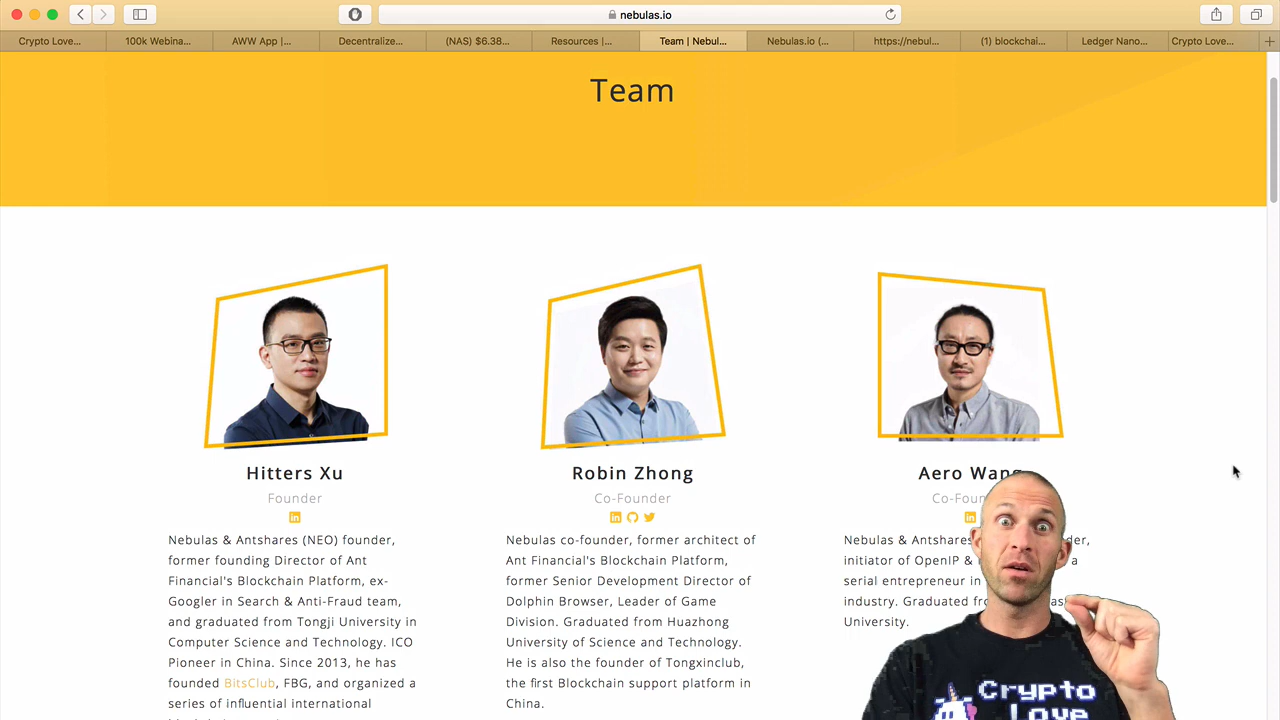 nebulas.io
Crypto Love...
100k Webina...
AWW App |...
Decentralize...
(NAS) $6.38...
Resources |...
Team | Nebul...
Nebulas.io (...
https://nebul...
(1) blockchai...
Ledger Nano...
Crypto Love...
Team
Hitters Xu
Founder
Nebulas & Antshares (NEO) founder,
former founding Director of Ant
Financial's Blockchain Platform, ex-
Googler in Search & Anti-Fraud team,
and graduated from Tongji University in
Computer Science and Technology. ICO
Pioneer in China. Since 2013, he has
founded BitsClub, FBG, and organized a
series of influential international
Robin Zhong
Co-Founder
Nebulas co-founder, former architect of
Ant Financial's Blockchain Platform,
former Senior Development Director of
Dolphin Browser, Leader of Game
Division. Graduated from Huazhong
University of Science and Technology.
He is also the founder of Tongxinclub,
the first Blockchain support platform in
China.
Aero Wang
Nebulas &
initiator of OpenIP & a
serial entrepreneur in
industry. Graduated
University.
Crypto
Love